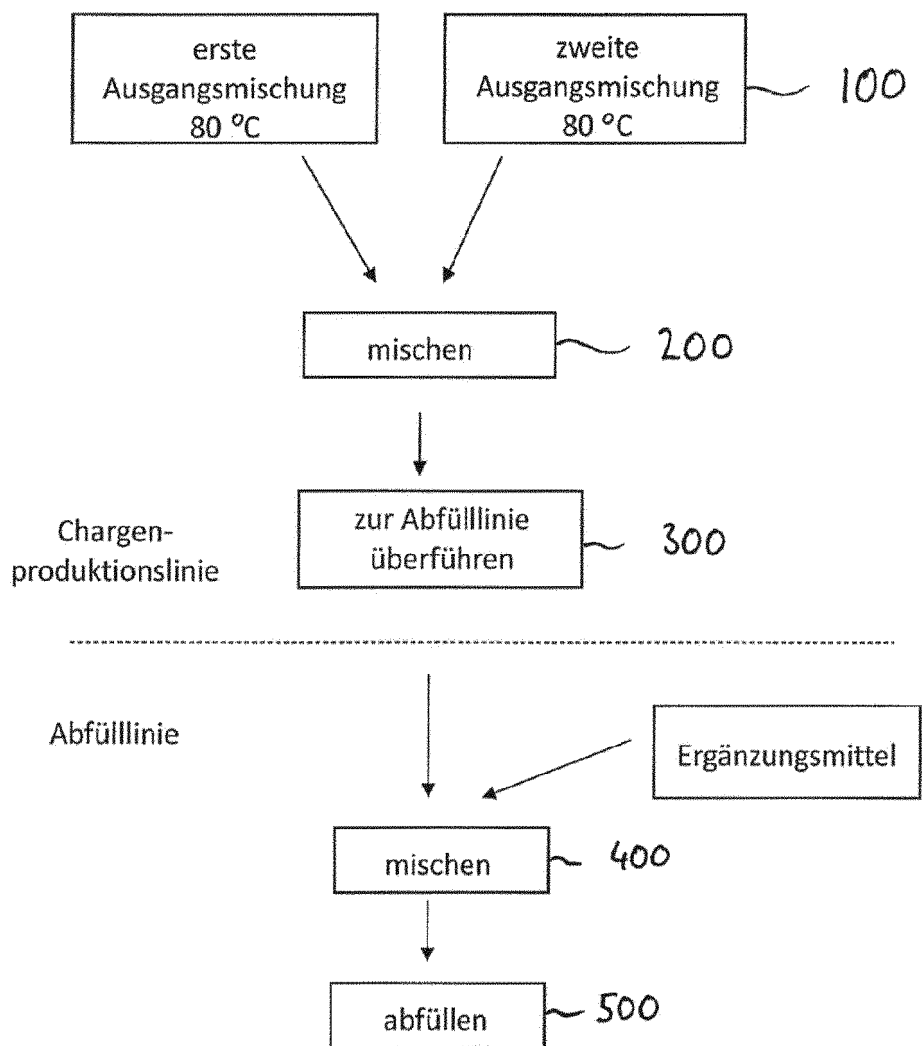 erste
Ausgangsmischung
80 °C
zweite
Ausgangsmischung
80 °C
100
mischen
200
Chargen-
produktionslinie
zur Abfülllinie
überführen
300
Abfülllinie
Ergänzungsmittel
mischen
400
abfüllen
500